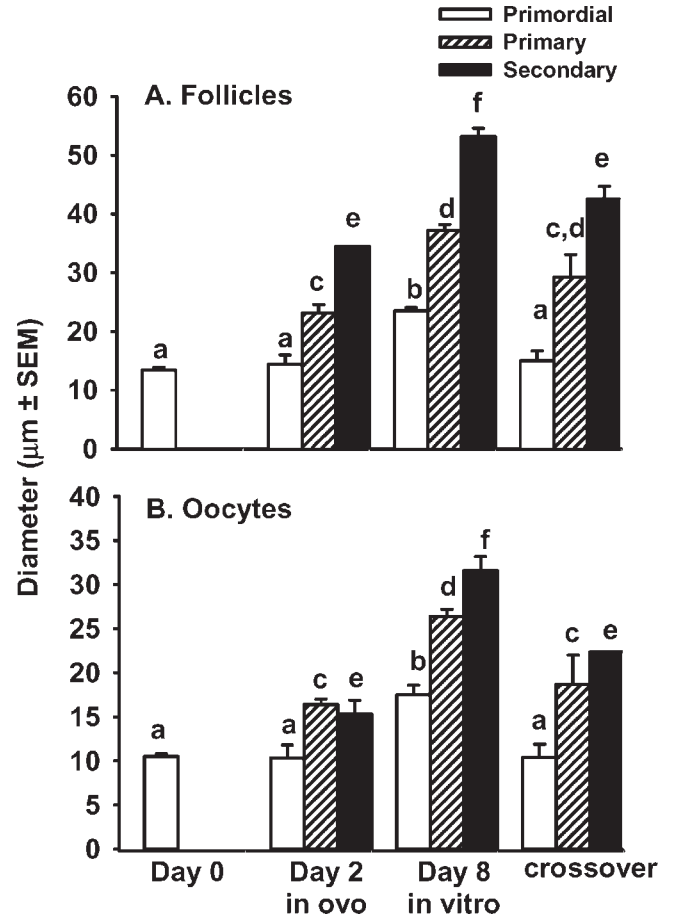 Primordial
Primary
Secondary
A. Follicles
Diameter (μm ± SEM)
60
50
40
30
20
10
0
a
a
c
e
b
d
f
a
c,d
e
B. Oocytes
40
35
30
25
20
15
10
5
0
a
a
c
e
b
d
f
a
c
e
Day 0
Day 2
in ovo
Day 8
in vitro
crossover